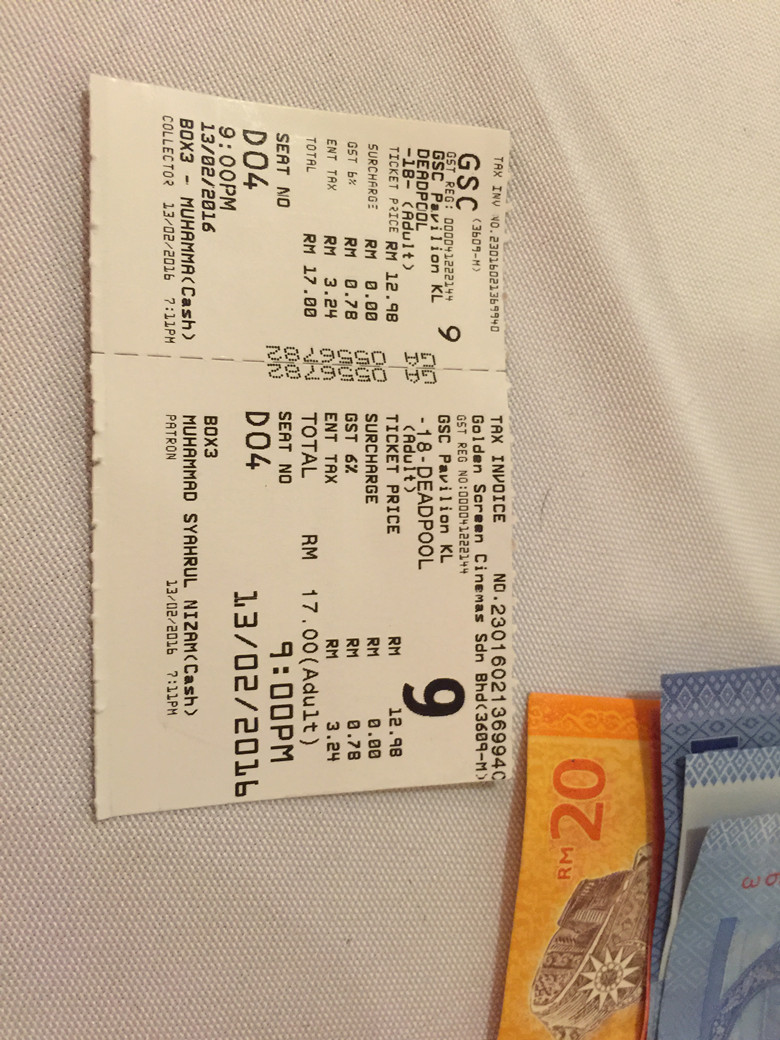 TAX INV NO.23016021369940
GSC (3609-M)
GST REG: 000041222144
GSC Pavilion KL 9
DEADPOOL
-18- (Adult)
TICKET PRICE RM 12.98
SURCHARGE RM 0.00
GST 6% RM 0.78
ENT TAX RM 3.24
TOTAL RM 17.00
SEAT NO
D04
9:00PM
13/02/2016
BOX3 - MUHAMMA(Cash)
COLLECTOR 13/02/2016 7:11PM
TAX INVOICE NO.23016021369940
Golden Screen Cinemas Sdn Bhd(3609-M)
GST REG NO:000041222144
GSC Pavilion KL 9
-18-DEADPOOL
(Adult)
TICKET PRICE RM 12.98
SURCHARGE RM 0.00
GST 6% RM 0.78
ENT TAX RM 3.24
TOTAL RM 17.00(Adult)
SEAT NO 9:00PM
D04 13/02/2016
BOX3
MUHAMMAD SYAHRUL NIZAM(Cash)
PATRON 13/02/2016 7:11PM
RM20